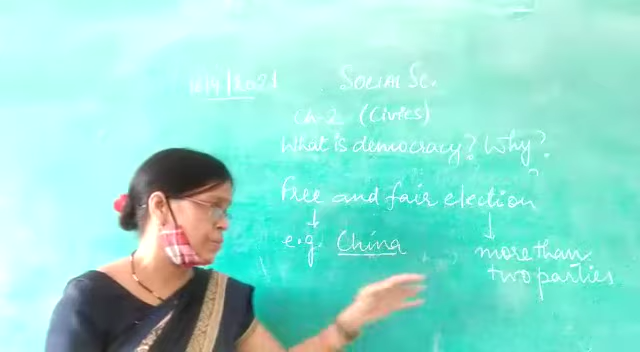 Social Sc.
Ch 2 (Civics)
What is democracy? Why?
Free and fair election
e.g. China
more than
two parties